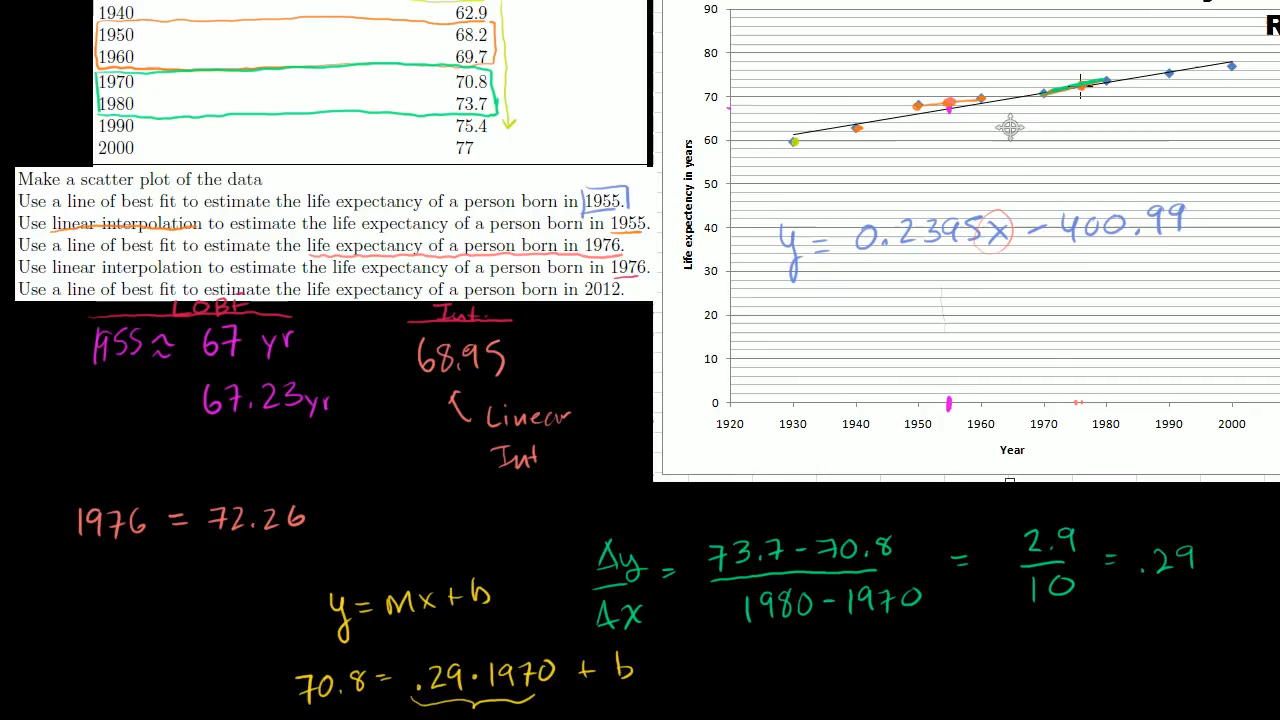 1940 62.9
1950 68.2
1960 69.7
1970 70.8
1980 73.7
1990 75.4
2000 77
Make a scatter plot of the data
Use a line of best fit to estimate the life expectancy of a person born in 1955.
Use linear interpolation to estimate the life expectancy of a person born in 1955.
Use a line of best fit to estimate the life expectancy of a person born in 1976.
Use linear interpolation to estimate the life expectancy of a person born in 1976.
Use a line of best fit to estimate the life expectancy of a person born in 2012.
LOBF
1955 ≈ 67 yr
67.23yr
Int.
68.95
Linear
Int
1976 = 72.26
y = mx + b
70.8 = .29 · 1970 + b
Δy/Δx = (73.7 - 70.8)/(1980 - 1970) = 2.9/10 = .29
R
90
80
70
60
50
40
30
20
10
0
Life expectency in years
y = 0.2395x - 400.99
1920 1930 1940 1950 1960 1970 1980 1990 2000
Year